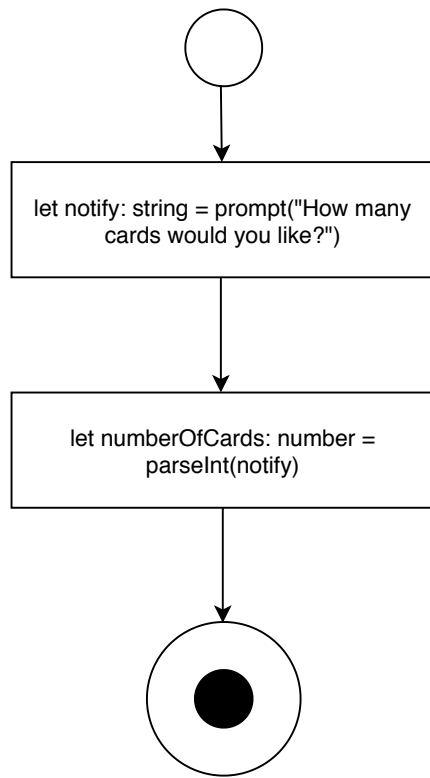 let notify: string = prompt("How many
cards would you like?")
let numberOfCards: number =
parseInt(notify)